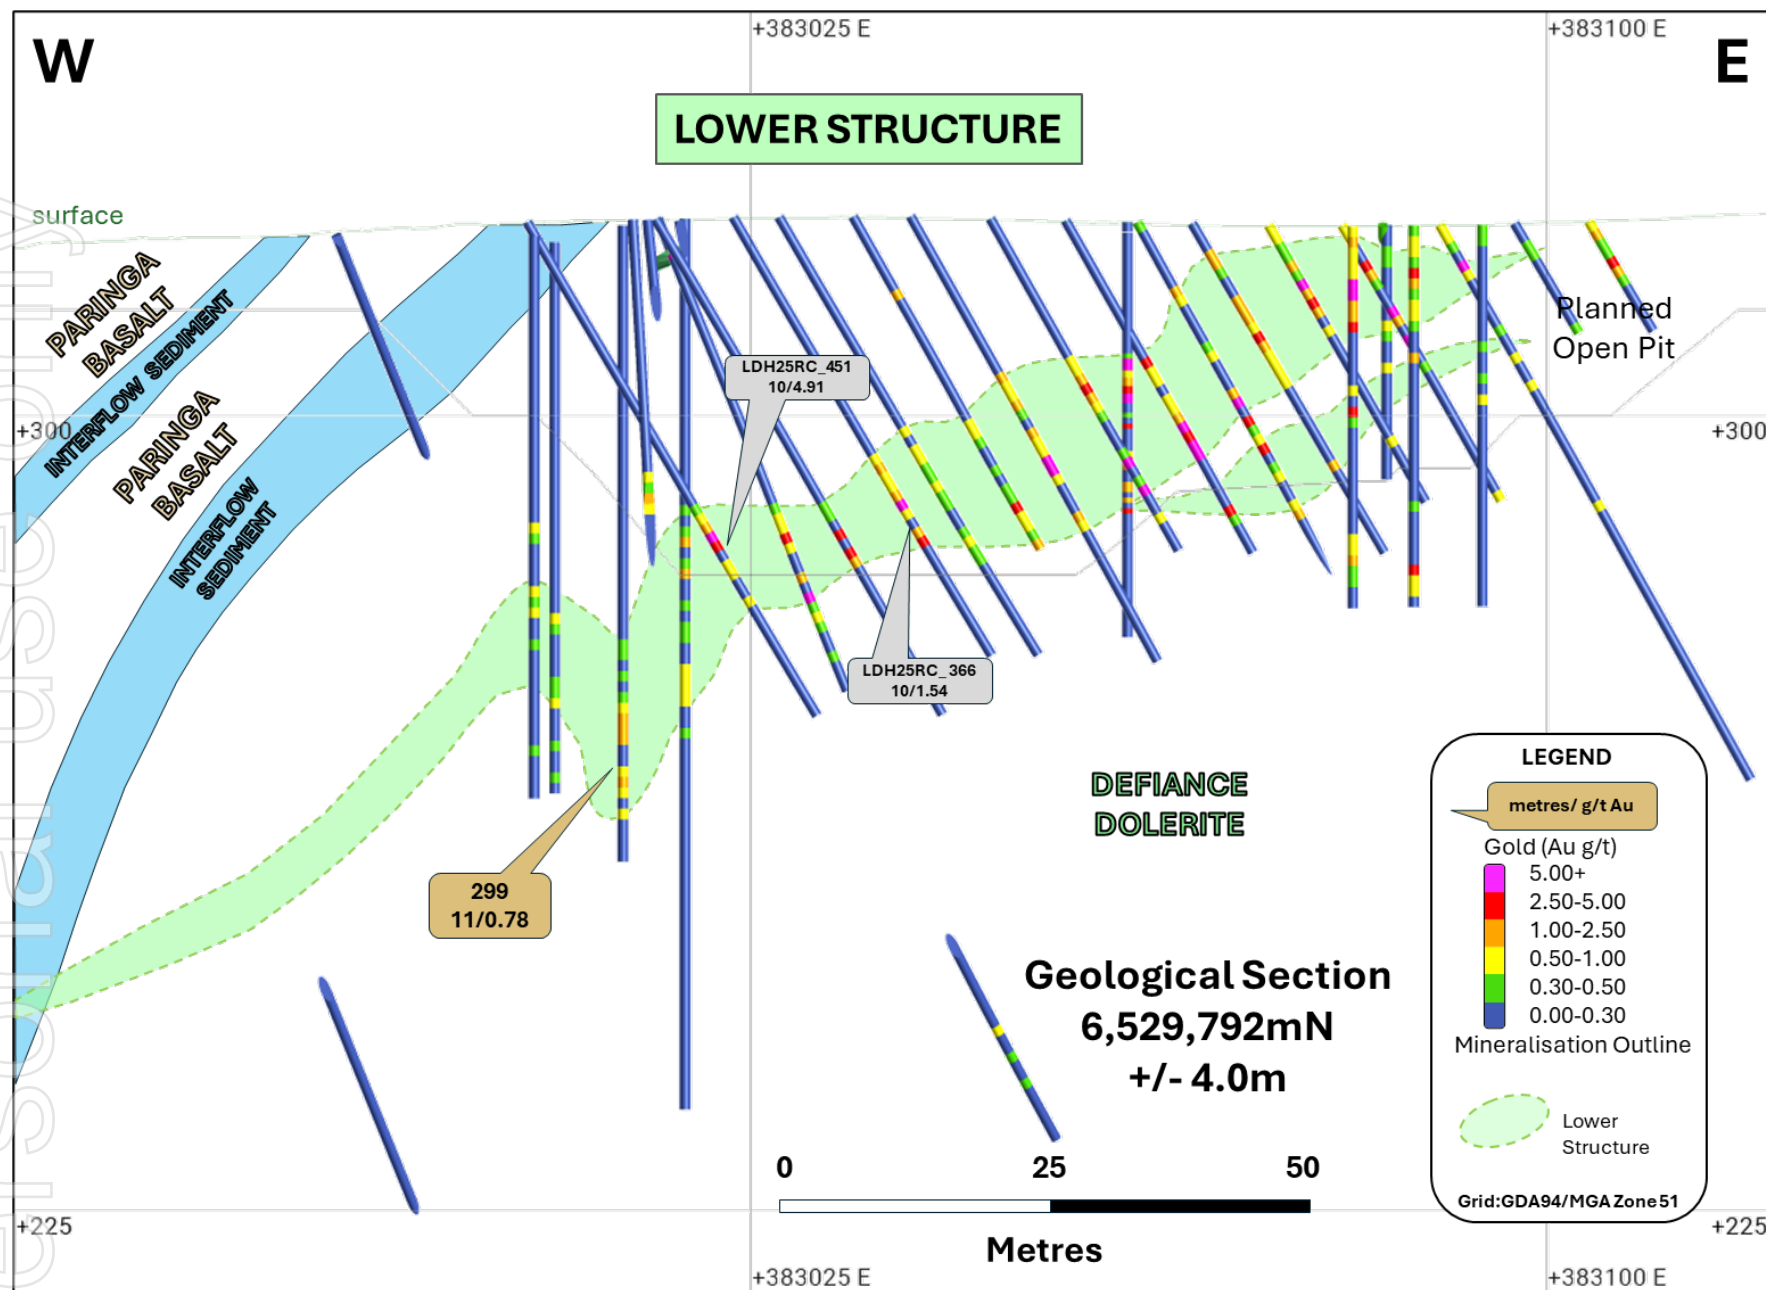 +383025 E
+383100 E
W
E
LOWER STRUCTURE
surface
PARINGA
BASALT
INTERFLOW SEDIMENT
PARINGA
BASALT
INTERFLOW
SEDIMENT
Planned
Open Pit
LDH25RC_451
10/4.91
+300
+300
LDH25RC_366
10/1.54
DEFIANCE
DOLERITE
299
11/0.78
LEGEND
metres/ g/t Au
Gold (Au g/t)
5.00+
2.50-5.00
1.00-2.50
0.50-1.00
0.30-0.50
0.00-0.30
Mineralisation Outline
Lower
Structure
Grid:GDA94/MGA Zone 51
Geological Section
6,529,792mN
+/- 4.0m
0 25 50
Metres
+225
+225
+383025 E
+383100 E
ersonal use only